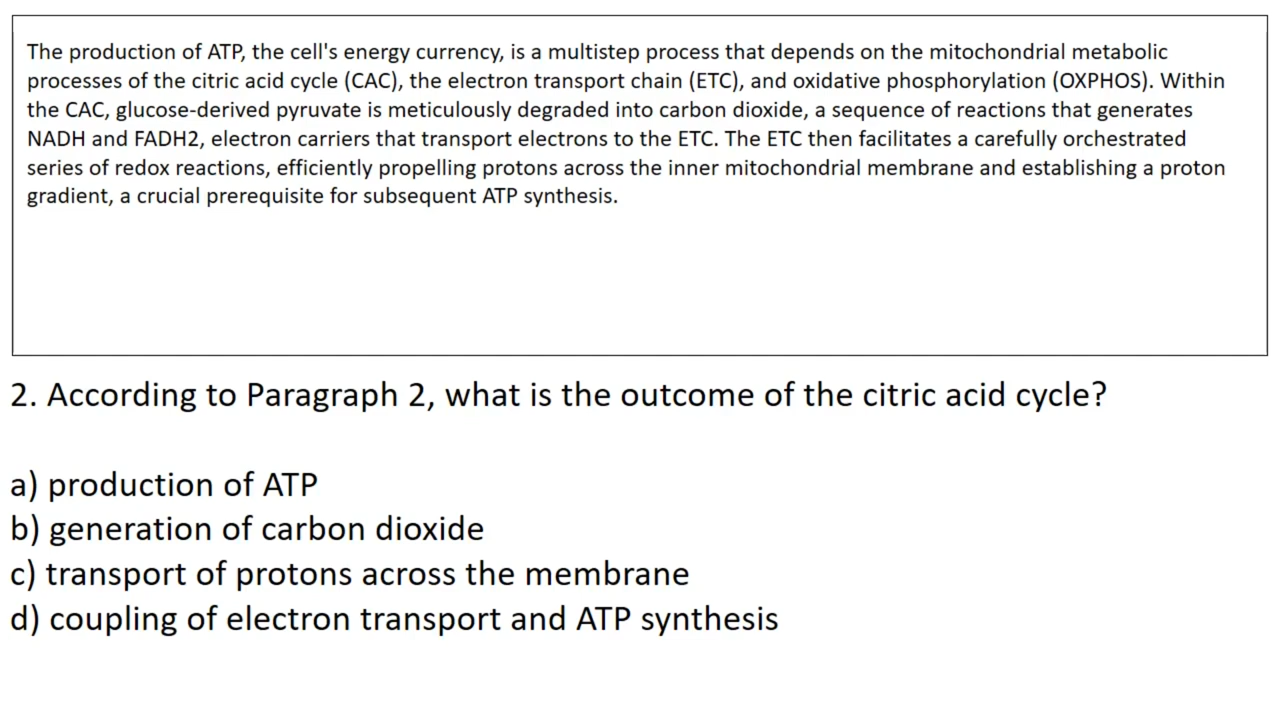 The production of ATP, the cell's energy currency, is a multistep process that depends on the mitochondrial metabolic
processes of the citric acid cycle (CAC), the electron transport chain (ETC), and oxidative phosphorylation (OXPHOS). Within
the CAC, glucose-derived pyruvate is meticulously degraded into carbon dioxide, a sequence of reactions that generates
NADH and FADH2, electron carriers that transport electrons to the ETC. The ETC then facilitates a carefully orchestrated
series of redox reactions, efficiently propelling protons across the inner mitochondrial membrane and establishing a proton
gradient, a crucial prerequisite for subsequent ATP synthesis.
2. According to Paragraph 2, what is the outcome of the citric acid cycle?
a) production of ATP
b) generation of carbon dioxide
c) transport of protons across the membrane
d) coupling of electron transport and ATP synthesis